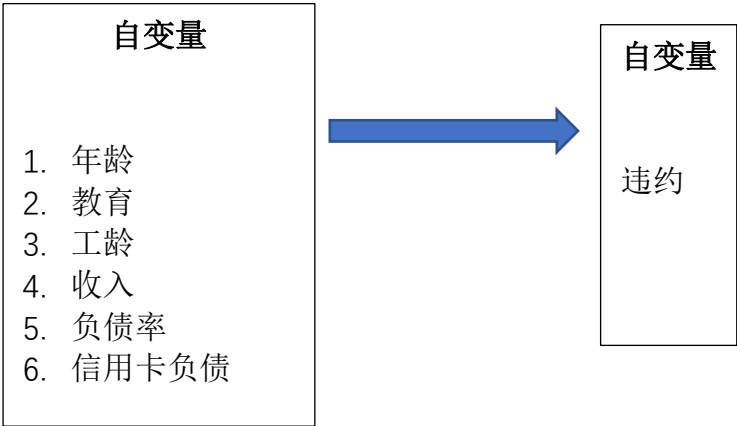 自变量
1. 年龄
2. 教育
3. 工龄
4. 收入
5. 负债率
6. 信用卡负债
自变量
违约